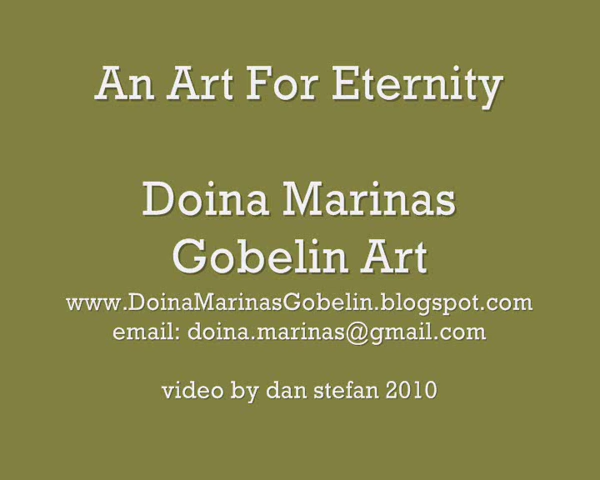 An Art For Eternity
Doina Marinas
Gobelin Art
www.DoinaMarinasGobelin.blogspot.com
email: doina.marinas@gmail.com
video by dan stefan 2010